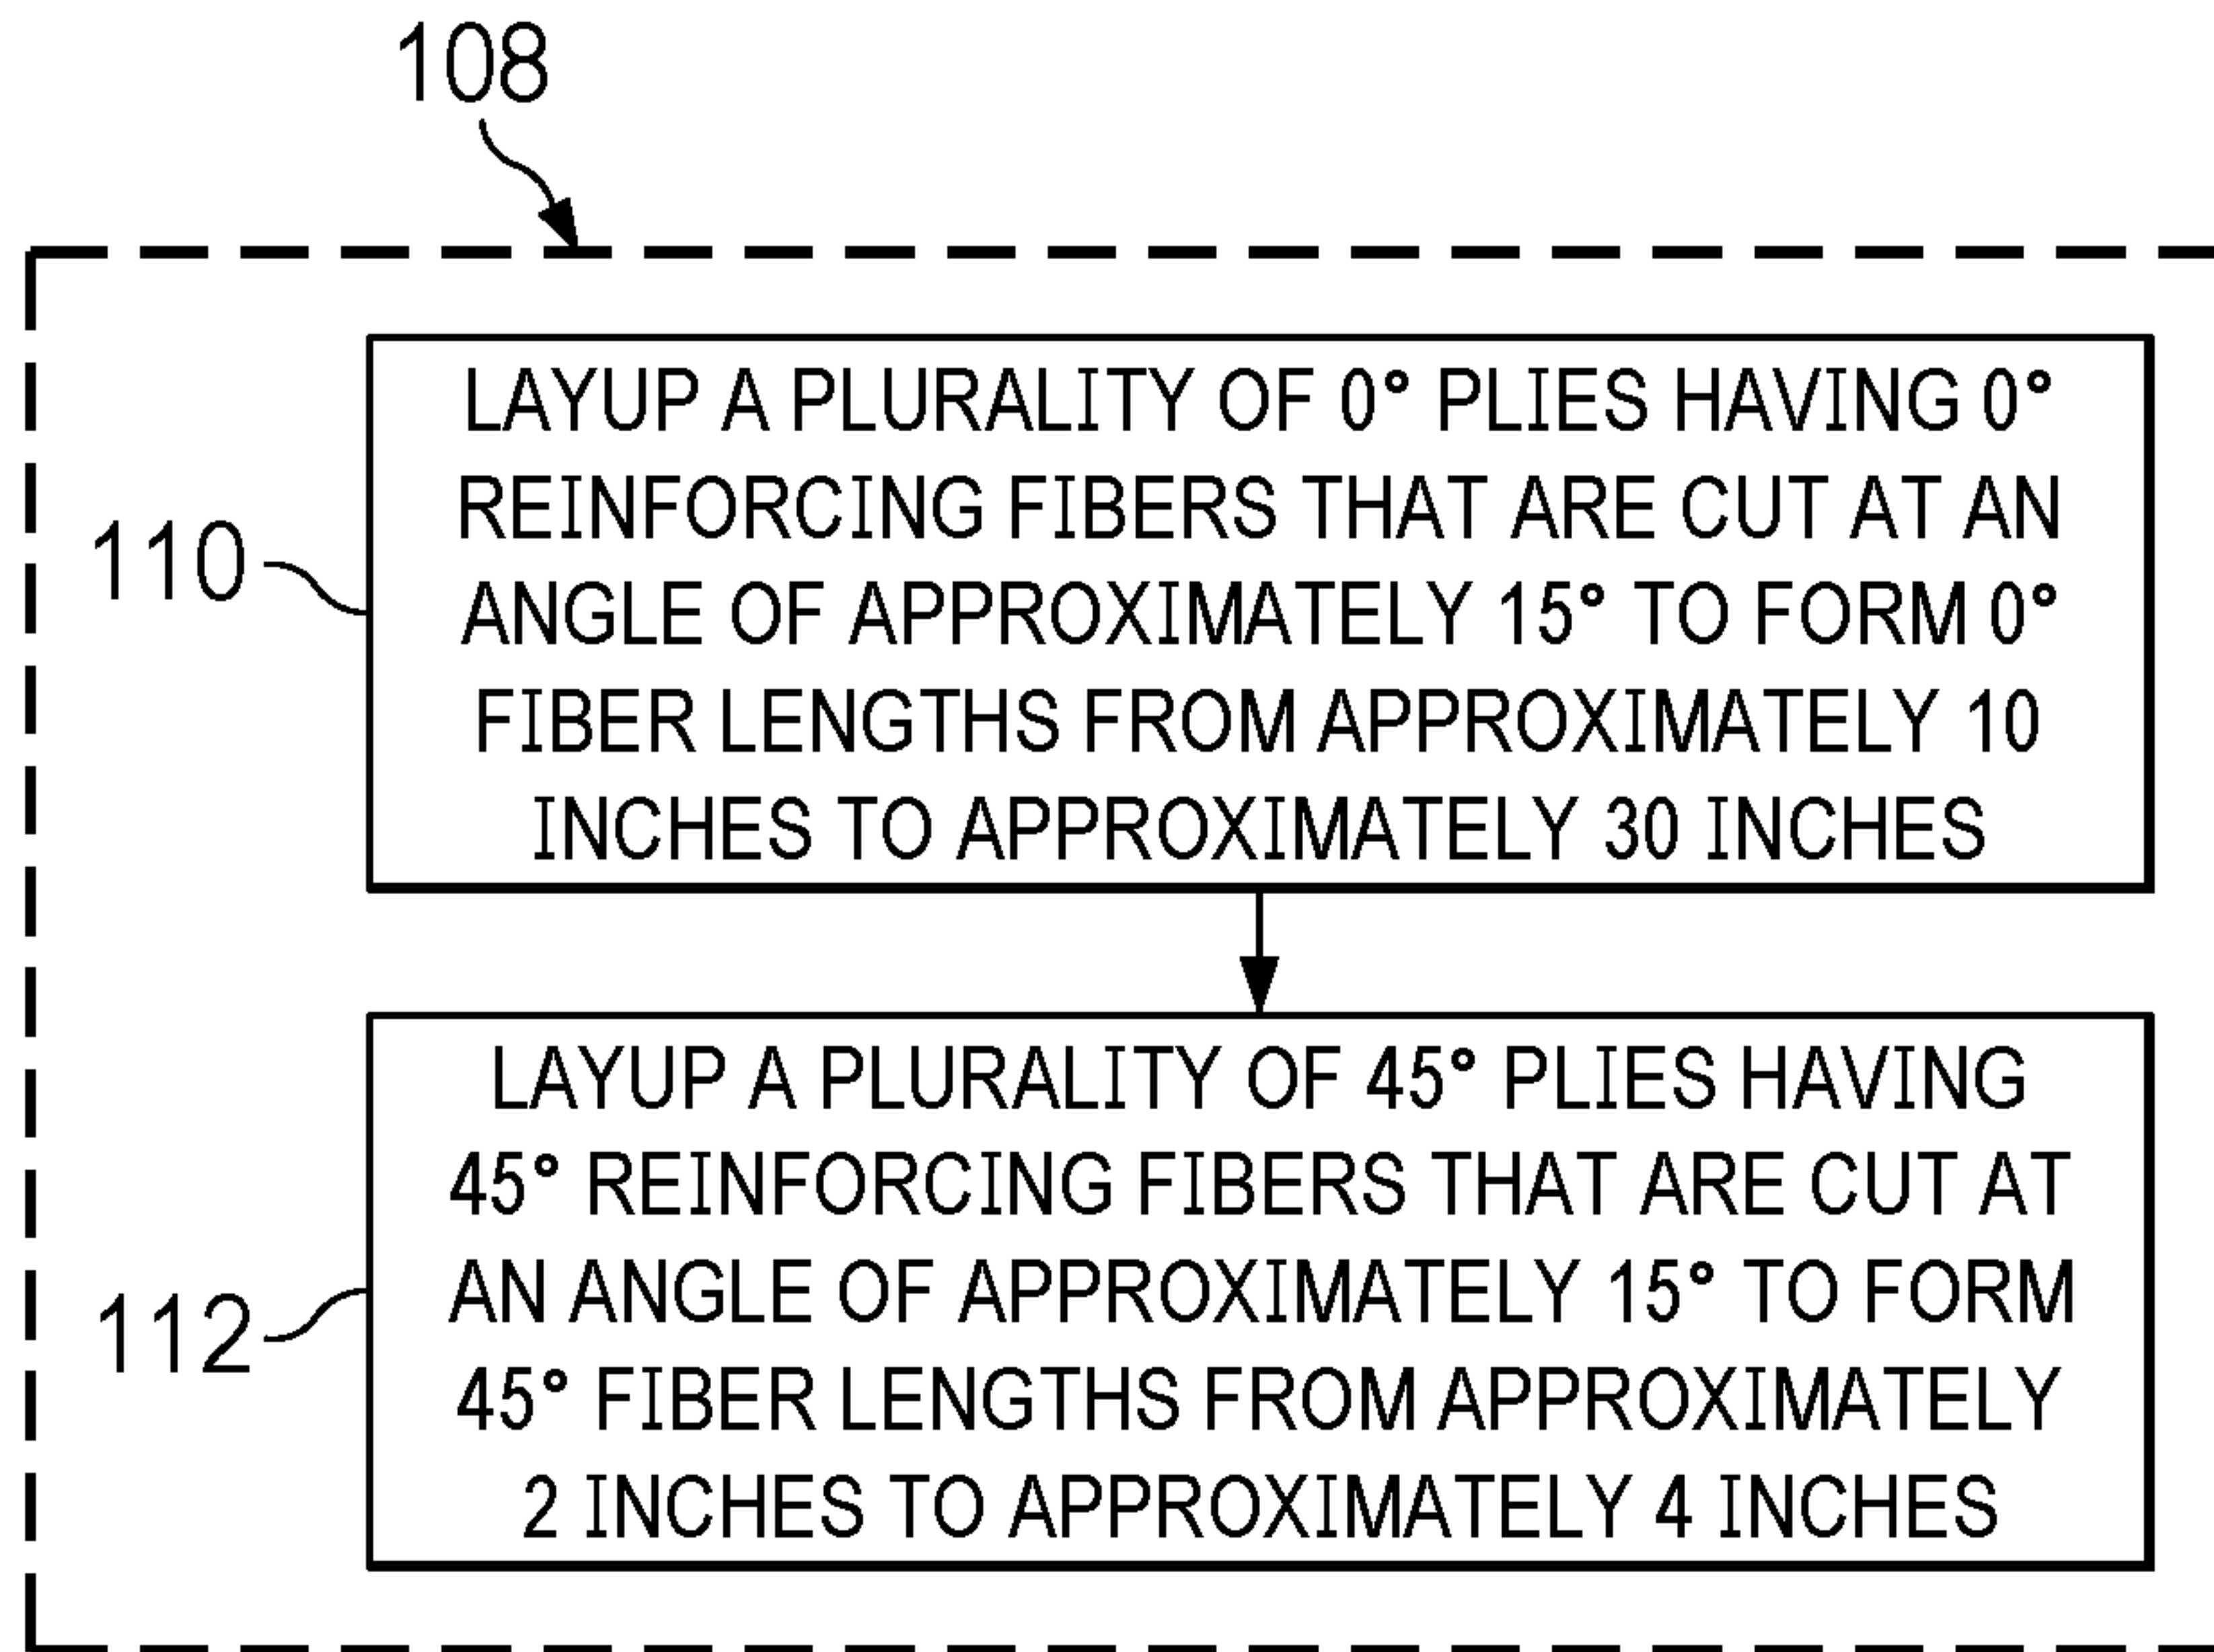 108
110
LAYUP A PLURALITY OF 0° PLIES HAVING 0°
REINFORCING FIBERS THAT ARE CUT AT AN
ANGLE OF APPROXIMATELY 15° TO FORM 0°
FIBER LENGTHS FROM APPROXIMATELY 10
INCHES TO APPROXIMATELY 30 INCHES
112
LAYUP A PLURALITY OF 45° PLIES HAVING
45° REINFORCING FIBERS THAT ARE CUT AT
AN ANGLE OF APPROXIMATELY 15° TO FORM
45° FIBER LENGTHS FROM APPROXIMATELY
2 INCHES TO APPROXIMATELY 4 INCHES